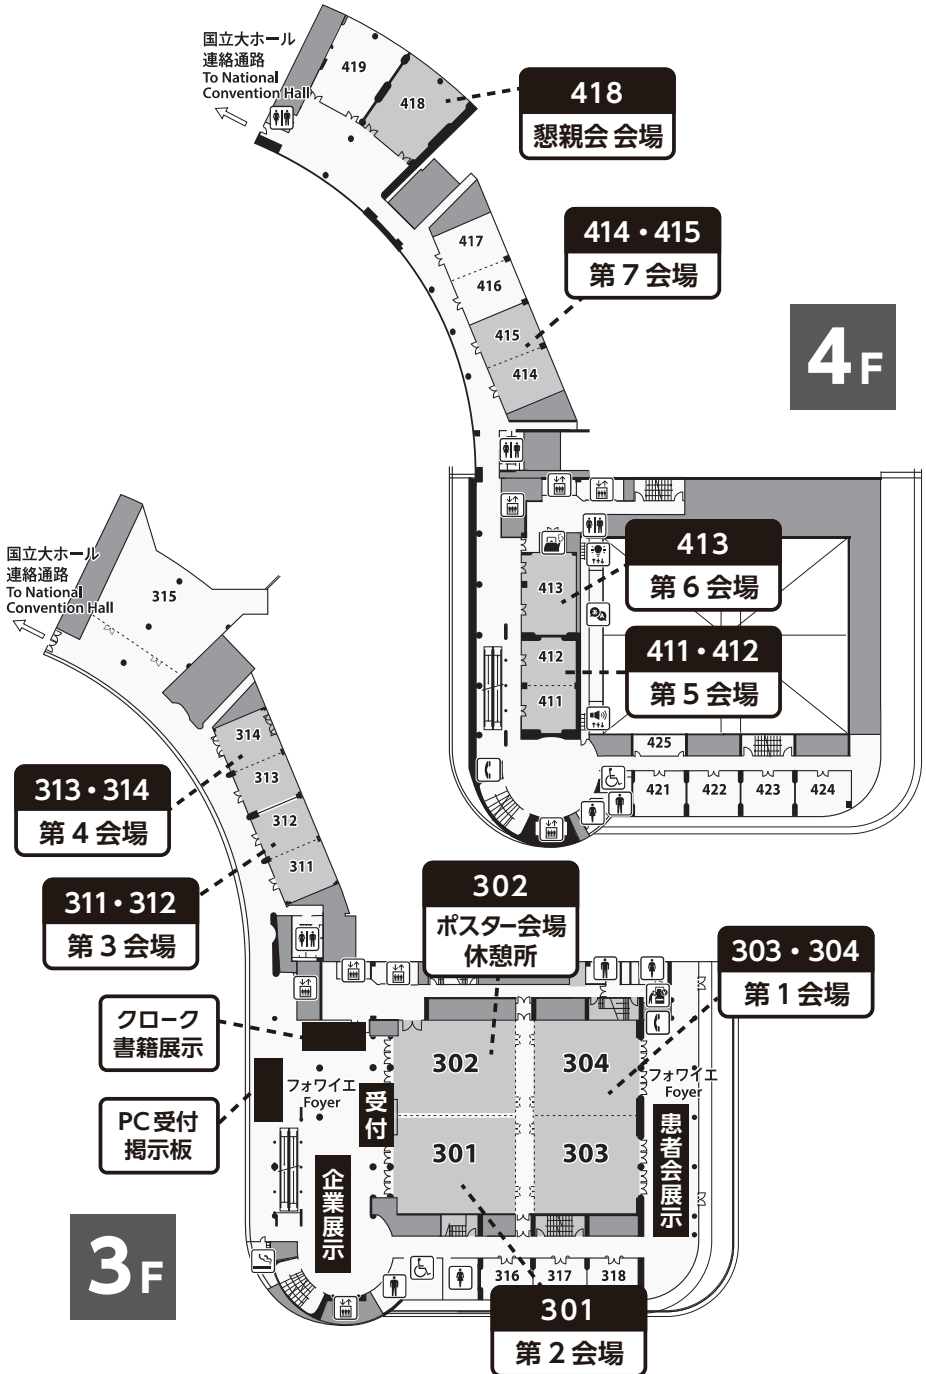 国立大ホール
連絡通路
To National
Convention Hall
419
418
418
懇親会 会場
417
416
415
414
414・415
第7会場
4F
413
412
411
413
第6会場
411・412
第5会場
425
421
422
423
424
国立大ホール
連絡通路
To National
Convention Hall
315
314
313
312
311
313・314
第4会場
311・312
第3会場
302
ポスター会場
休憩所
303・304
第1会場
クローク
書籍展示
PC受付
掲示板
フォワイエ
Foyer
受付
302
304
301
303
フォワイエ
Foyer
患者会展示
企業展示
3F
316
317
318
301
第2会場